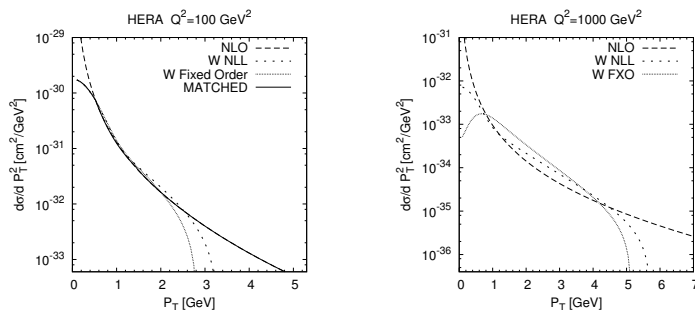 HERA Q²=100 GeV²
NLO
W NLL
W Fixed Order
MATCHED
dσ/d P_T² [cm²/GeV²]
10⁻²⁹
10⁻³⁰
10⁻³¹
10⁻³²
10⁻³³
0 1 2 3 4 5
P_T [GeV]
HERA Q²=1000 GeV²
NLO
W NLL
W FXO
dσ/d P_T² [cm²/GeV²]
10⁻³¹
10⁻³²
10⁻³³
10⁻³⁴
10⁻³⁵
10⁻³⁶
0 1 2 3 4 5 6 7
P_T [GeV]